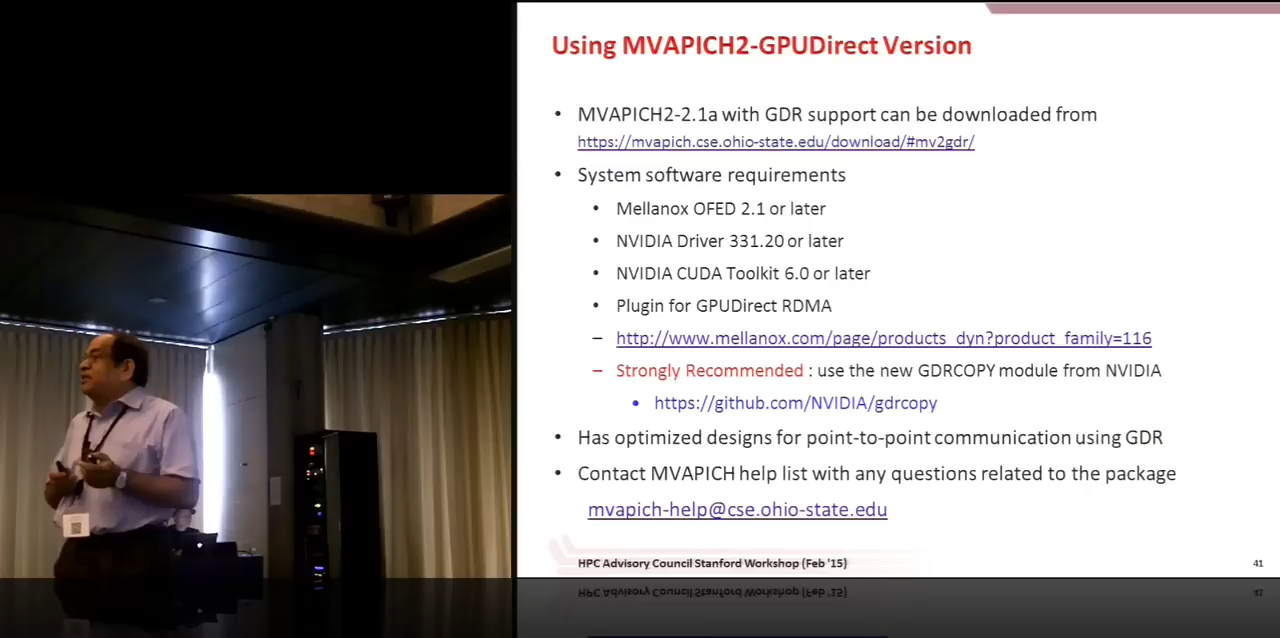 Using MVAPICH2-GPUDirect Version
• MVAPICH2-2.1a with GDR support can be downloaded from
https://mvapich.cse.ohio-state.edu/download/#mv2gdr/
• System software requirements
• Mellanox OFED 2.1 or later
• NVIDIA Driver 331.20 or later
• NVIDIA CUDA Toolkit 6.0 or later
• Plugin for GPUDirect RDMA
– http://www.mellanox.com/page/products_dyn?product_family=116
– Strongly Recommended : use the new GDRCOPY module from NVIDIA
• https://github.com/NVIDIA/gdrcopy
• Has optimized designs for point-to-point communication using GDR
• Contact MVAPICH help list with any questions related to the package
mvapich-help@cse.ohio-state.edu
HPC Advisory Council Stanford Workshop (Feb '15)
41